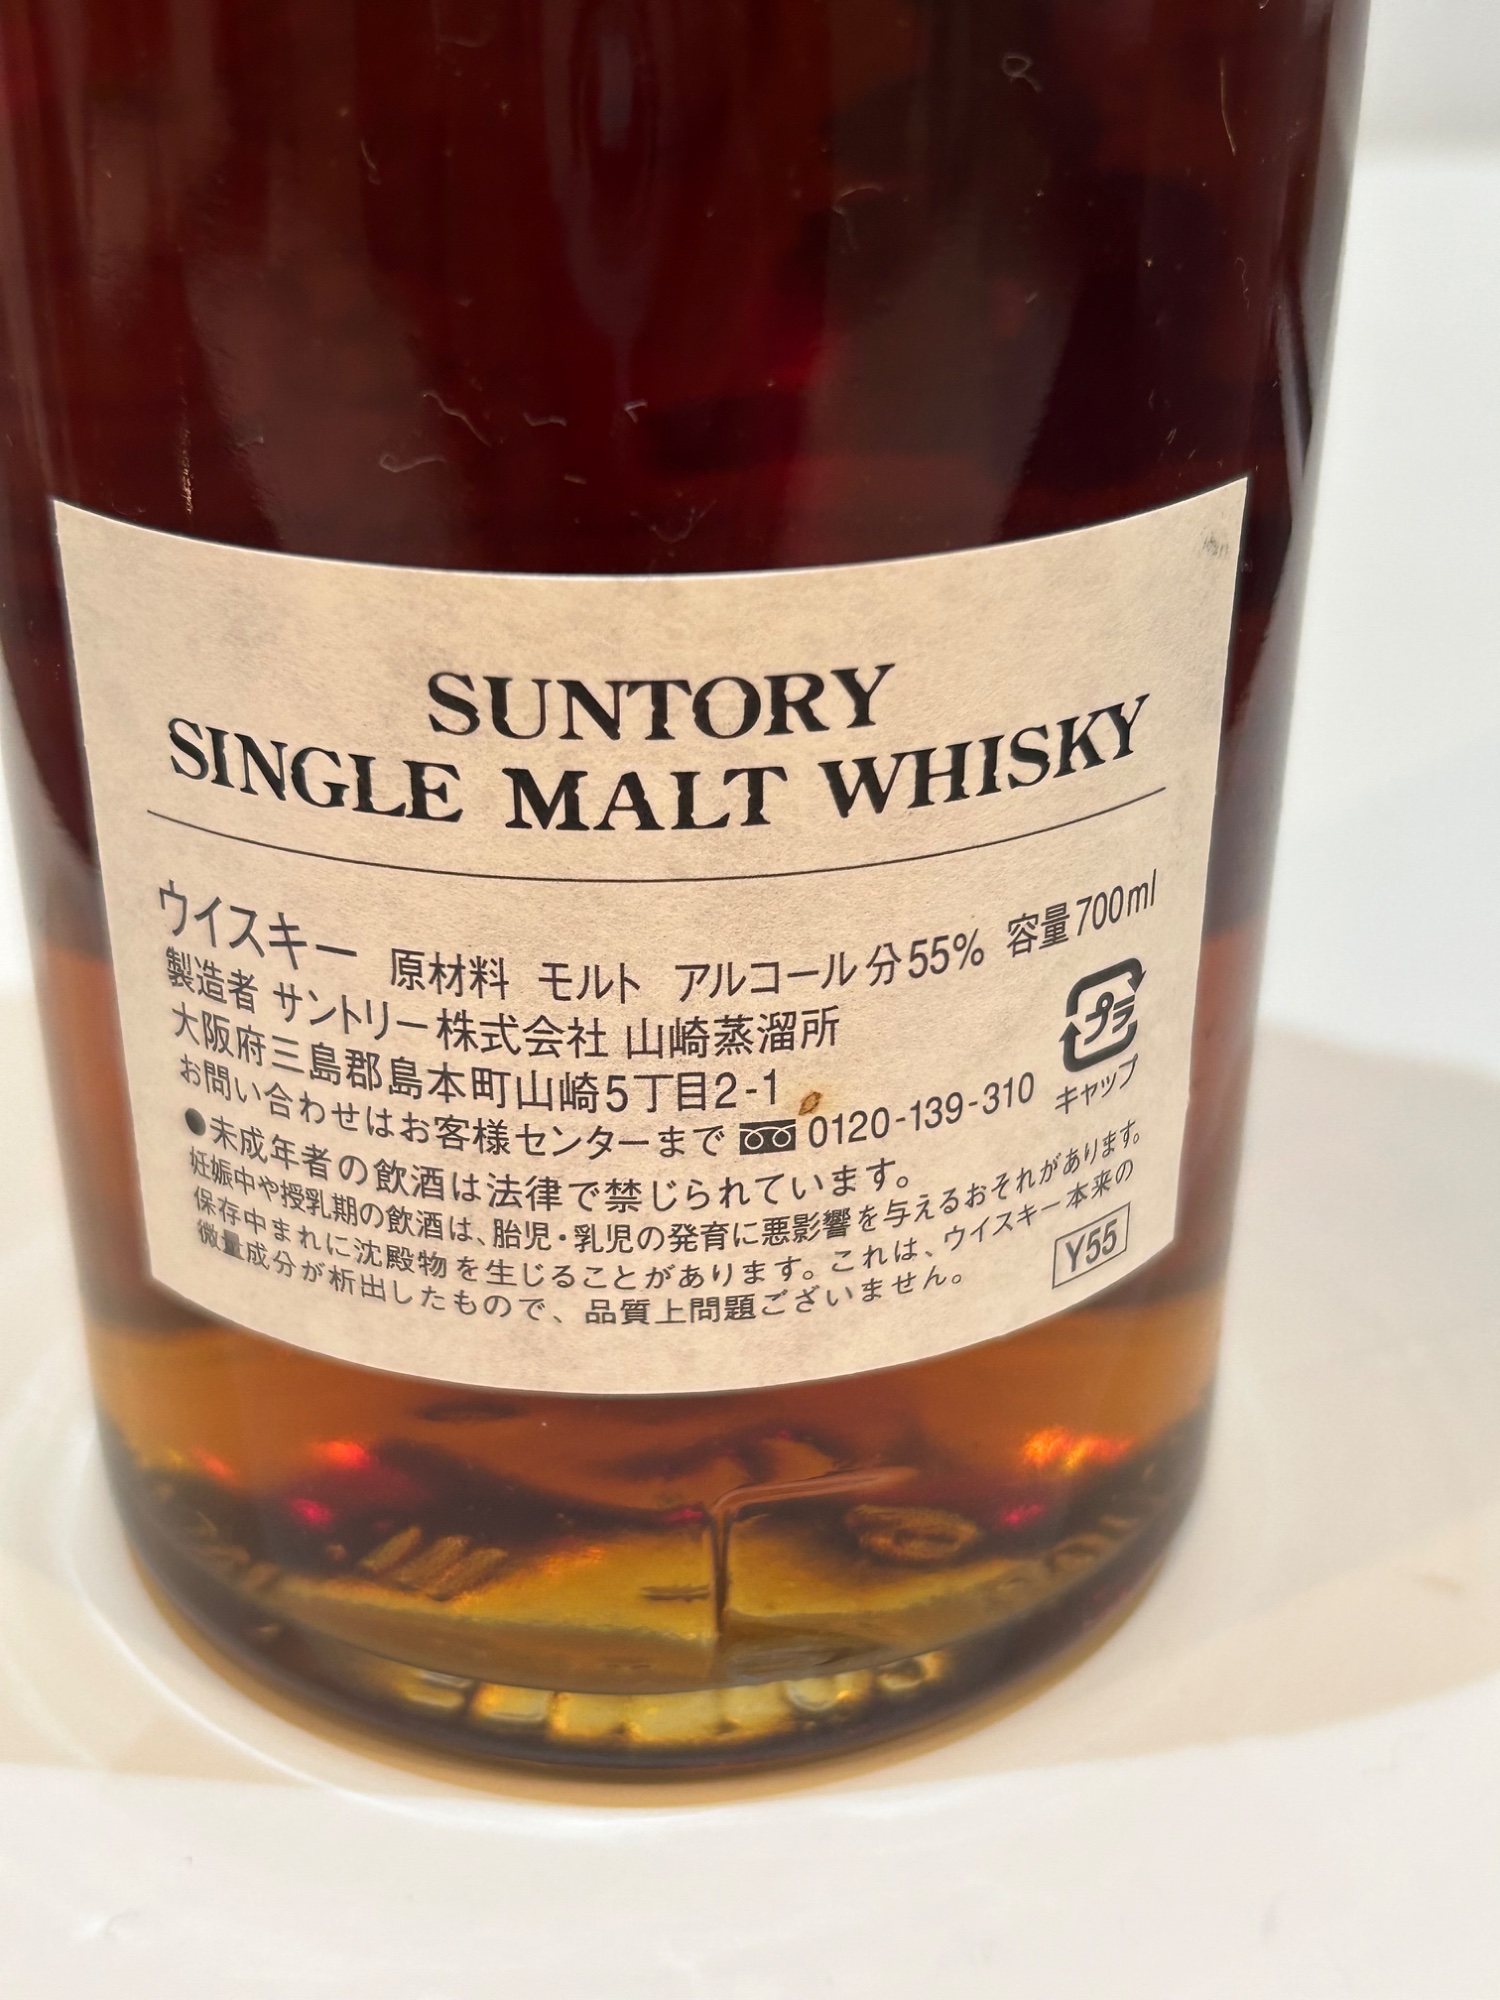 SUNTORY
SINGLE MALT WHISKY
ウイスキー 原材料 モルト アルコール分55% 容量700ml
製造者 サントリー株式会社 山崎蒸溜所
大阪府三島郡島本町山崎5丁目2-1
プラ
キャップ
お問い合わせはお客様センターまで 0120-139-310
●未成年者の飲酒は法律で禁じられています。
妊娠中や授乳期の飲酒は、胎児・乳児の発育に悪影響を与えるおそれがあります。
保存中まれに沈殿物を生じることがあります。これは、ウイスキー本来の
微量成分が析出したもので、品質上問題ございません。
Y55